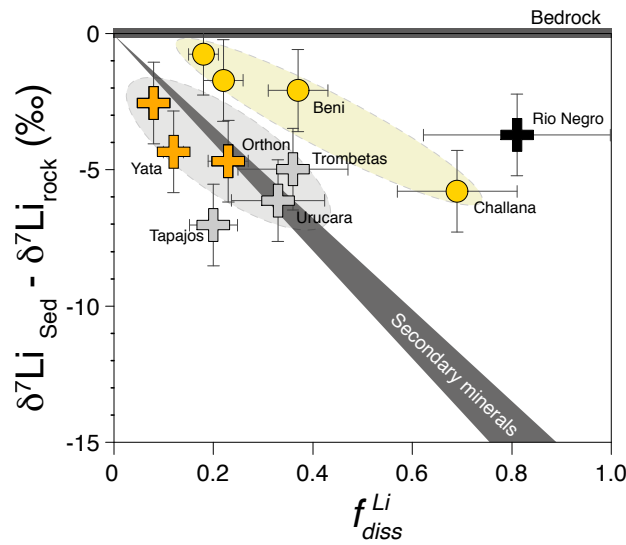 Bedrock
0
Beni
Rio Negro
Orthon
Yata
Trombetas
Challana
Urucara
Tapajos
-5
-10
-15
Secondary minerals
δ⁷Li Sed - δ⁷Li rock (‰)
0 0.2 0.4 0.6 0.8 1.0
f diss Li